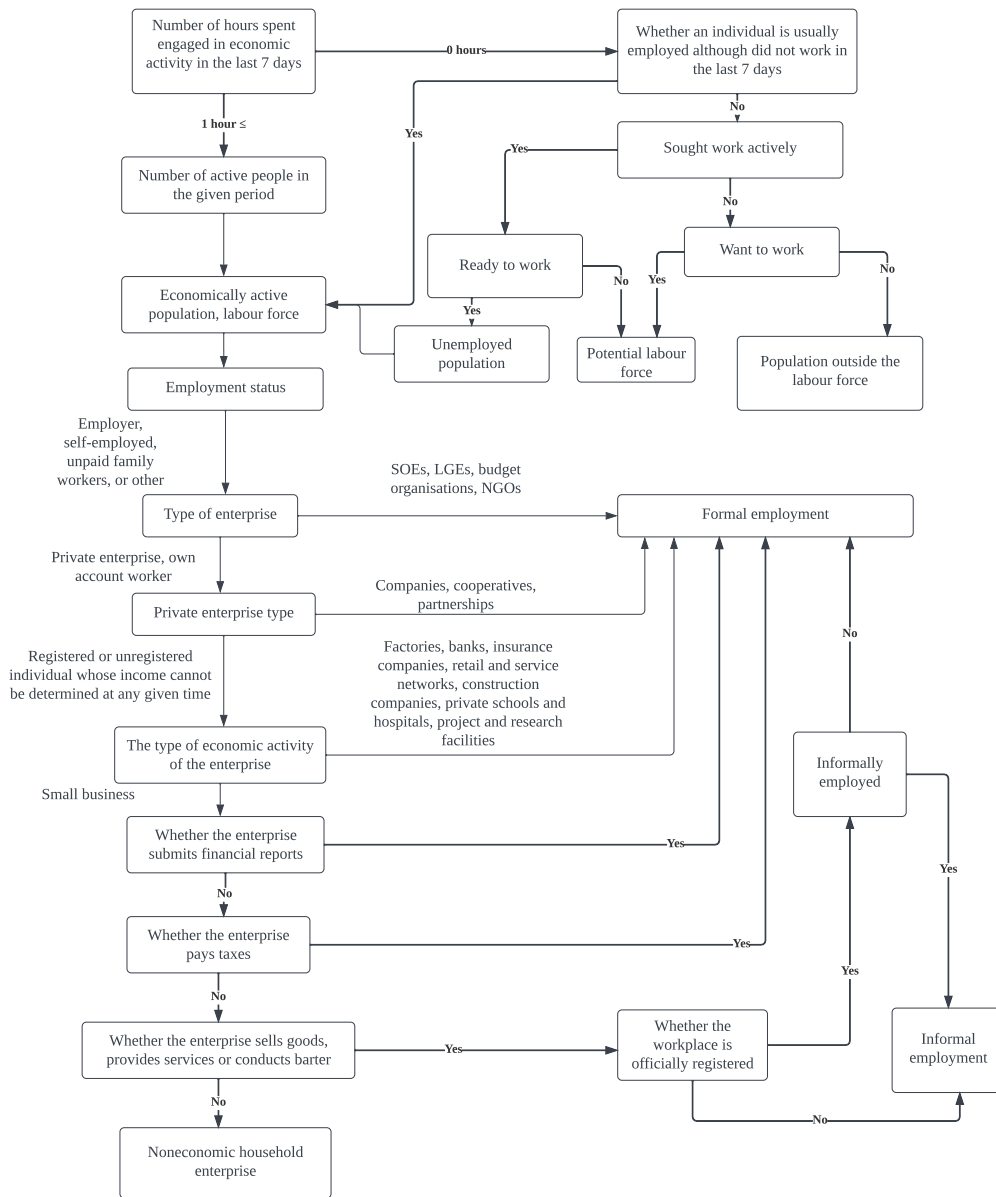 Number of hours spent
engaged in economic
activity in the last 7 days
0 hours
Whether an individual is usually
employed although did not work in
the last 7 days
1 hour ≤
Yes
No
Number of active people in
the given period
Yes
Sought work actively
No
Economically active
population, labour force
Ready to work
No
Yes
Want to work
No
Yes
Unemployed
population
Potential labour
force
Population outside the
labour force
Employment status
Employer,
self-employed,
unpaid family
workers, or other
SOEs, LGEs, budget
organisations, NGOs
Type of enterprise
Formal employment
Private enterprise, own
account worker
Companies, cooperatives,
partnerships
Private enterprise type
No
Registered or unregistered
individual whose income cannot
be determined at any given time
Factories, banks, insurance
companies, retail and service
networks, construction
companies, private schools and
hospitals, project and research
facilities
The type of economic activity
of the enterprise
Informally
employed
Small business
Whether the enterprise
submits financial reports
Yes
Yes
No
Whether the enterprise
pays taxes
Yes
Yes
No
Whether the enterprise sells goods,
provides services or conducts barter
Yes
Whether the
workplace is
officially registered
Informal
employment
No
No
Noneconomic household
enterprise